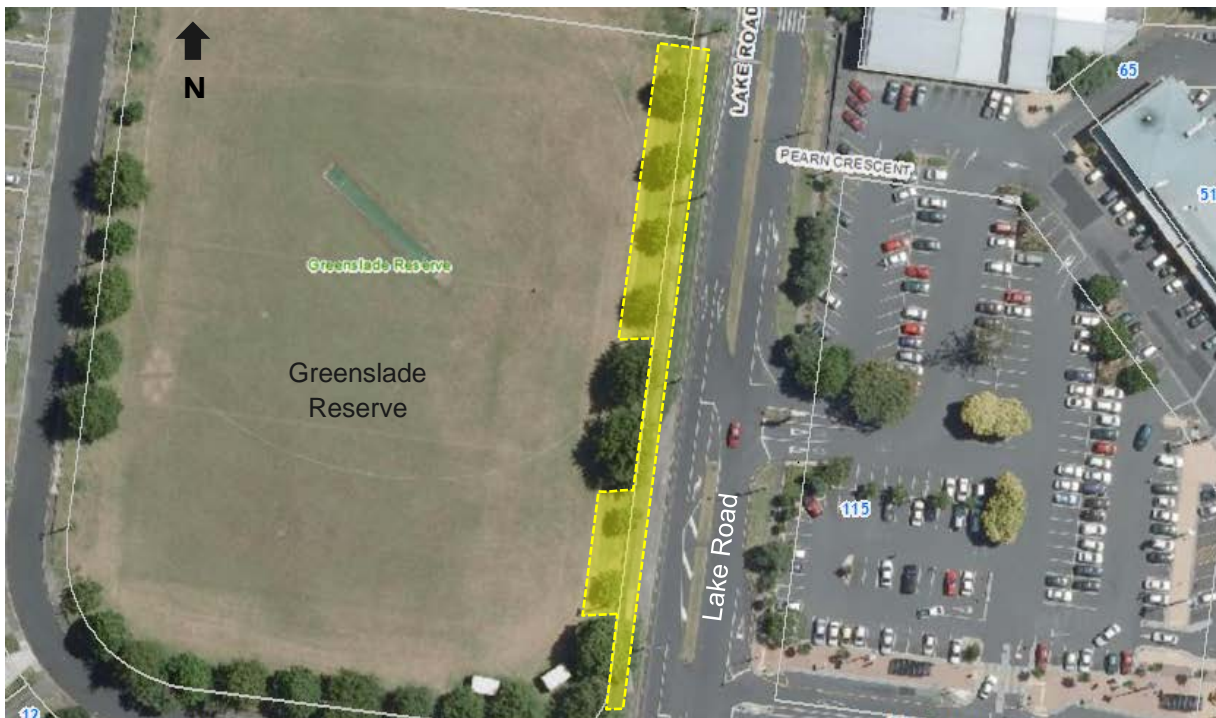 N
LAKE ROAD
65
PEARN CRESCENT
51
Greenslade Reserve
Greenslade
Reserve
115
Lake Road
12